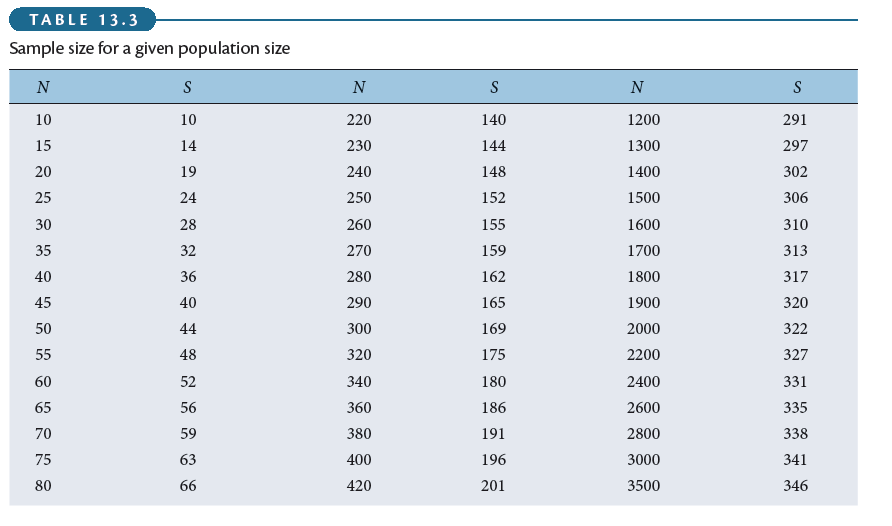 TABLE 13.3
Sample size for a given population size
N S N S N S
10 10 220 140 1200 291
15 14 230 144 1300 297
20 19 240 148 1400 302
25 24 250 152 1500 306
30 28 260 155 1600 310
35 32 270 159 1700 313
40 36 280 162 1800 317
45 40 290 165 1900 320
50 44 300 169 2000 322
55 48 320 175 2200 327
60 52 340 180 2400 331
65 56 360 186 2600 335
70 59 380 191 2800 338
75 63 400 196 3000 341
80 66 420 201 3500 346